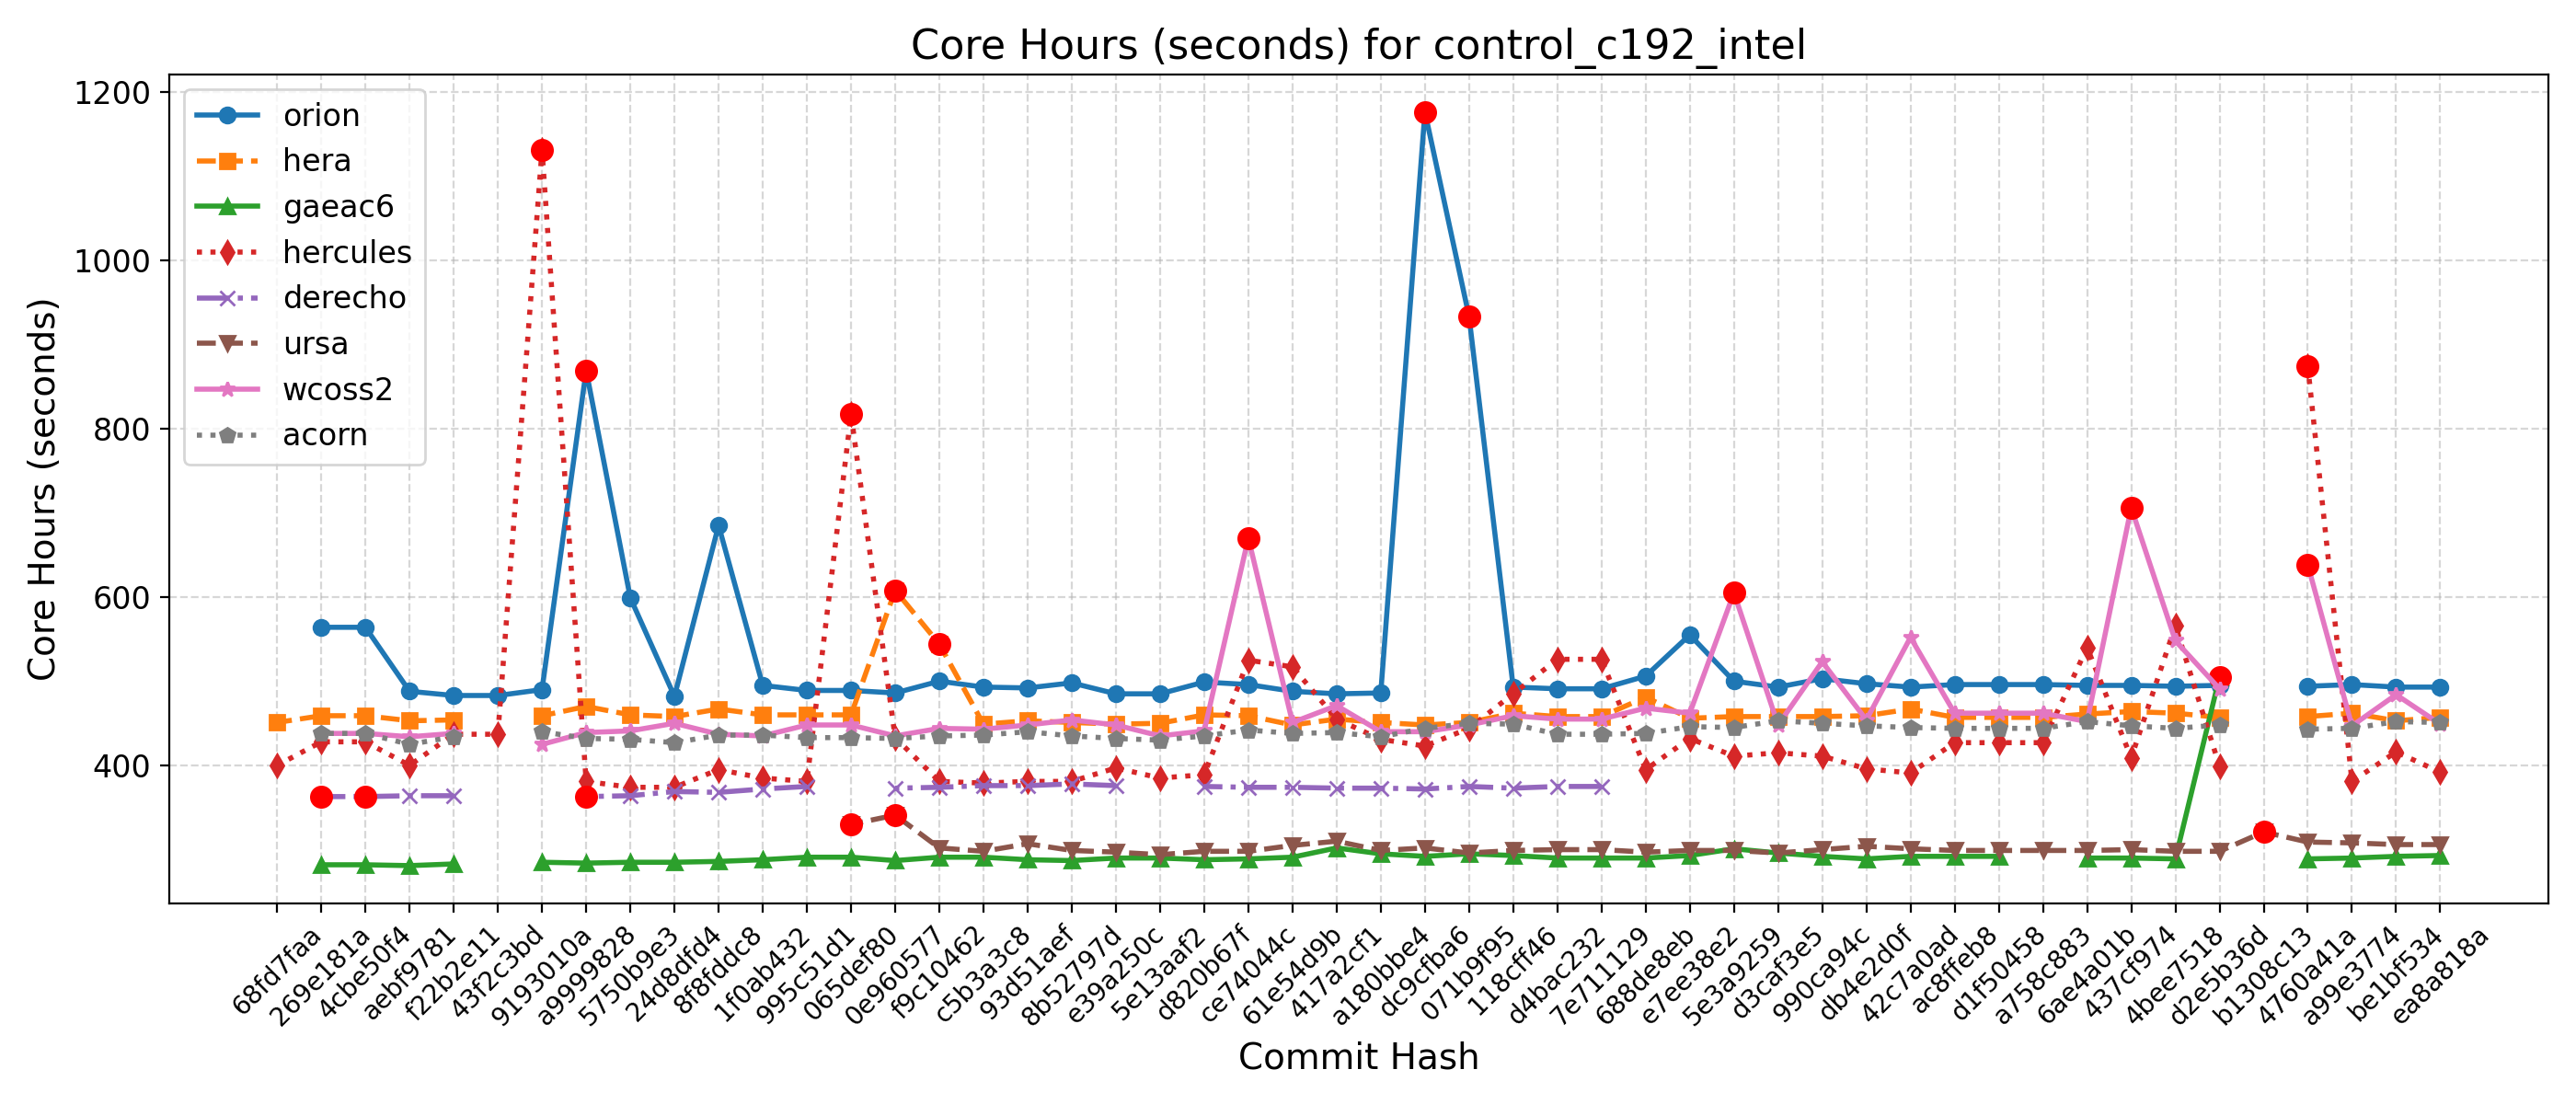 Core Hours (seconds) for control_c192_intel
Core Hours (seconds)
1200
1000
800
600
400
orion
hera
gaeac6
hercules
derecho
ursa
wcoss2
acorn
68fd7faa
269e181a
4cbe50f4
aebf9781
f22b2e11
43f2c3bd
9193010a
a9999828
5750b9e3
24d8dfd4
8f8fddc8
1f0ab432
995c51d1
065def80
0e960577
f9c10462
c5b3a3c8
93d51aef
8b52797d
e39a250c
5e13aaf2
d820b67f
ce74044c
61e54d9b
417a2cf1
a180bbe4
dc9cfba6
071b9f95
118cff46
d4bac232
7e711129
688de8eb
e7ee38e2
5e3a9259
d3caf3e5
990ca94c
db4e2d0f
42c7a0ad
ac8ffeb8
d1f50458
a758c883
6ae4a01b
437cf974
4bee7518
d2e5b36d
b1308c13
4760a41a
a99e3774
be1bf534
ea8a818a
Commit Hash